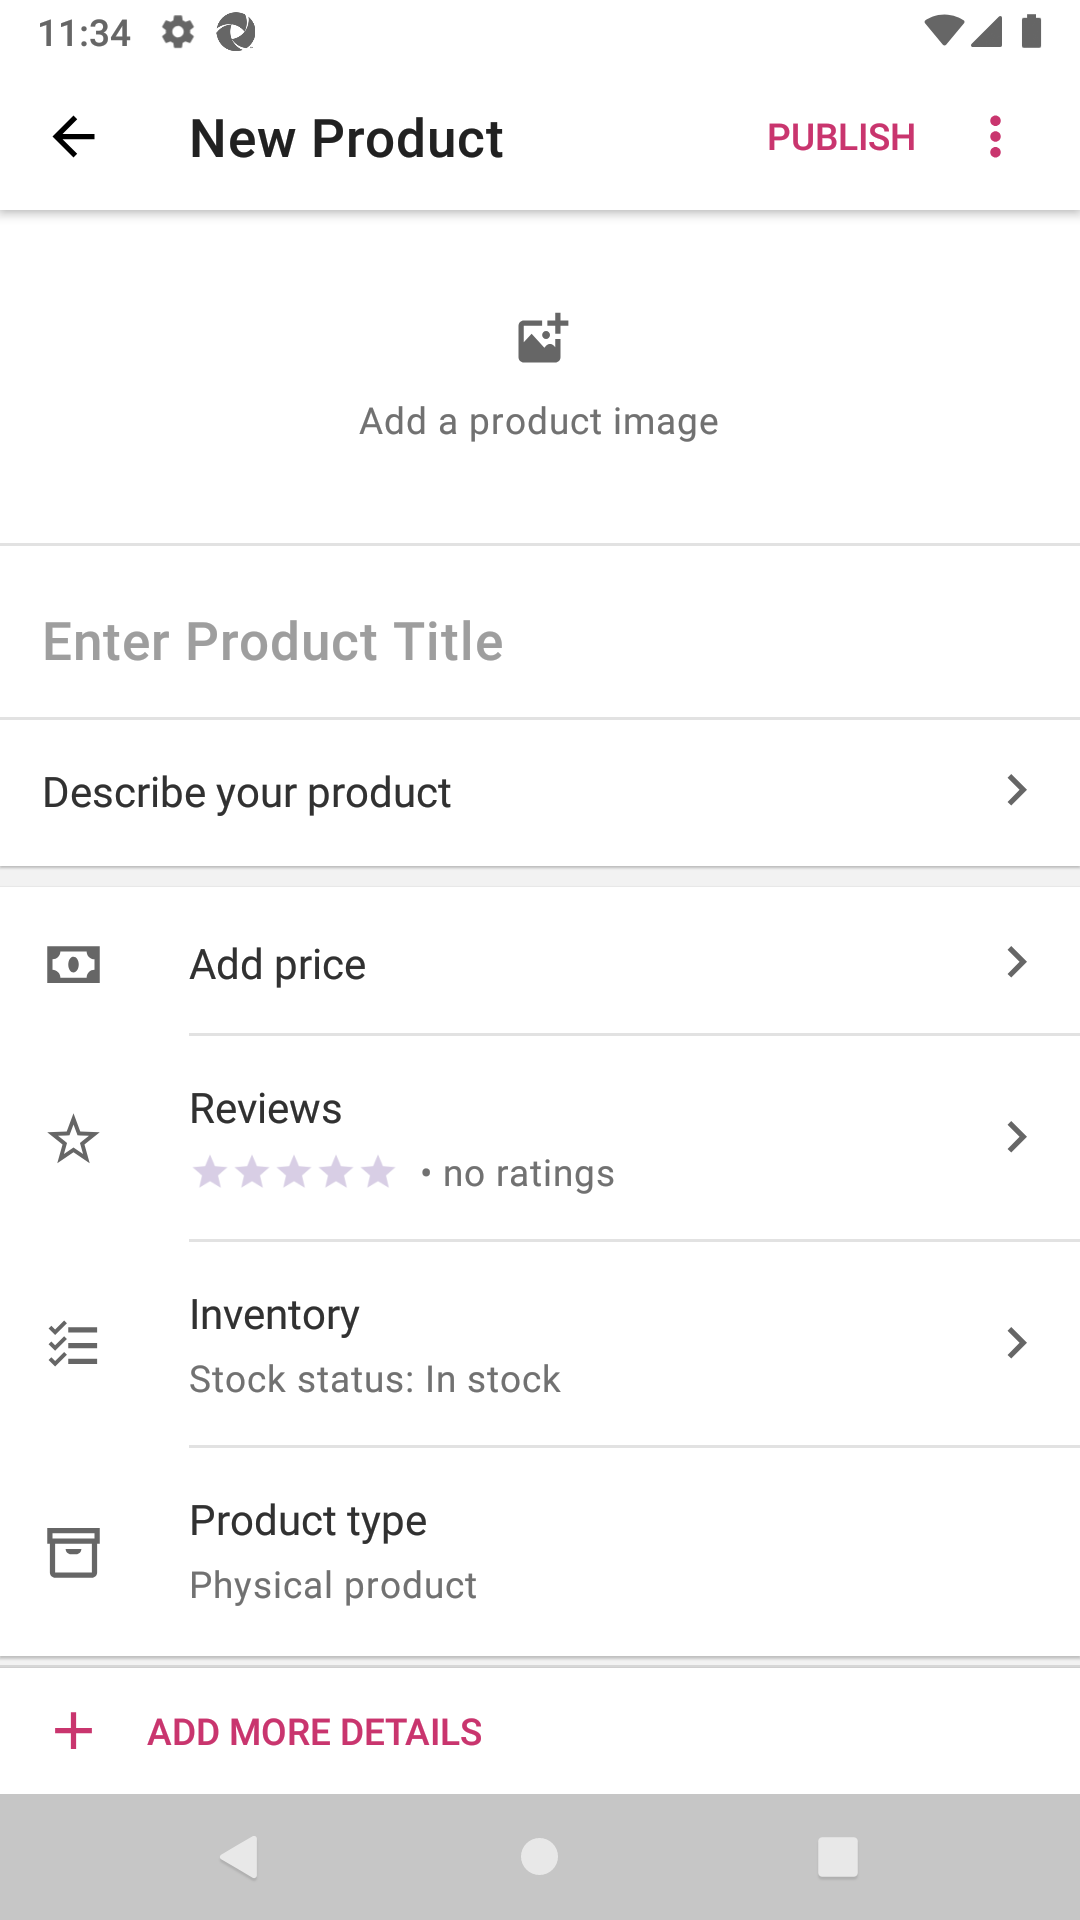 11:34
New Product
PUBLISH
Add a product image
Enter Product Title
Describe your product
Add price
Reviews
• no ratings
Inventory
Stock status: In stock
Product type
Physical product
ADD MORE DETAILS